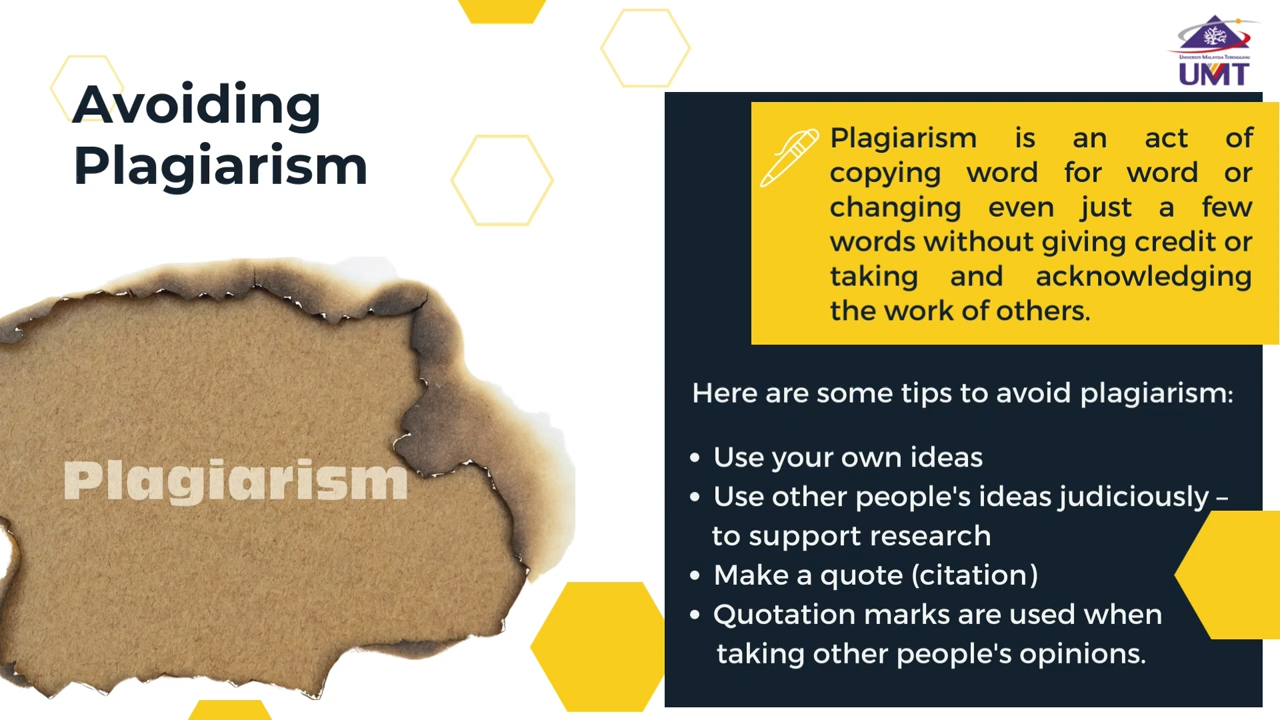 Avoiding
Plagiarism
Plagiarism
UNIVERSITI MALAYSIA TERENGGANU
UMT
Plagiarism is an act of
copying word for word or
changing even just a few
words without giving credit or
taking and acknowledging
the work of others.
Here are some tips to avoid plagiarism:
• Use your own ideas
• Use other people's ideas judiciously –
to support research
• Make a quote (citation)
• Quotation marks are used when
taking other people's opinions.